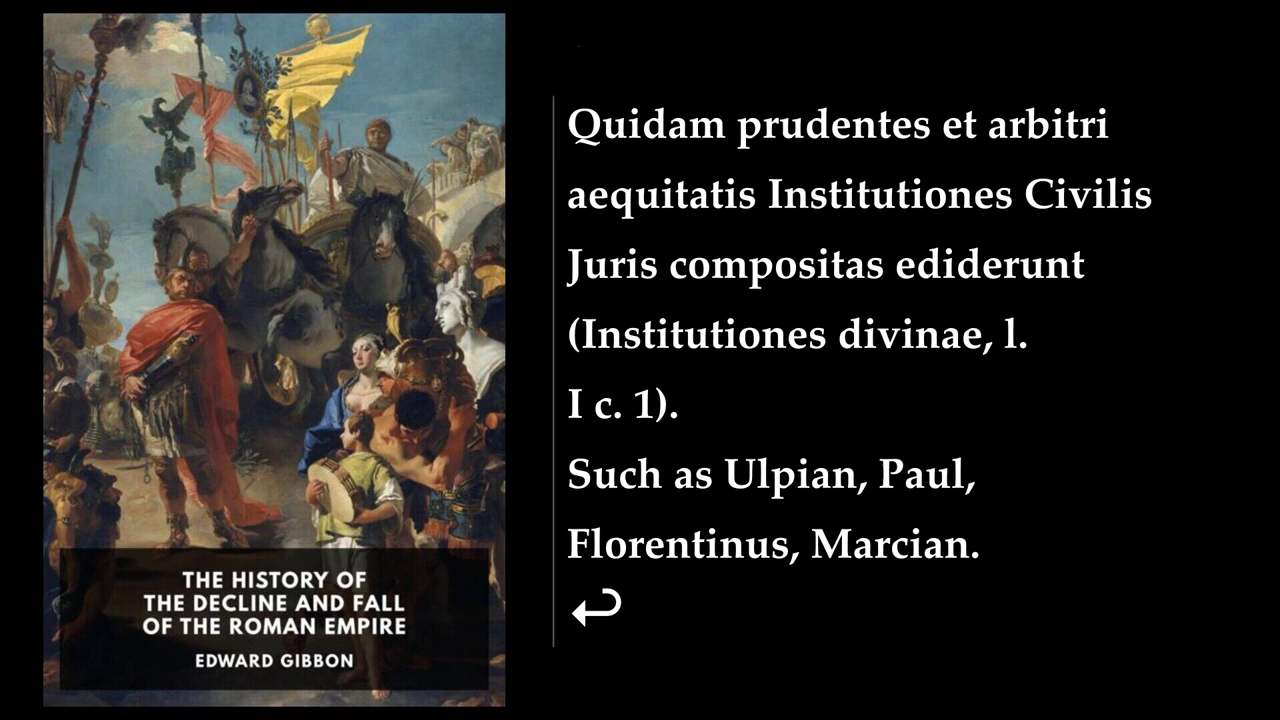 THE HISTORY OF
THE DECLINE AND FALL
OF THE ROMAN EMPIRE
EDWARD GIBBON
Quidam prudentes et arbitri
aequitatis Institutiones Civilis
Juris compositas ediderunt
(Institutiones divinae, l.
I c. 1).
Such as Ulpian, Paul,
Florentinus, Marcian.
↩